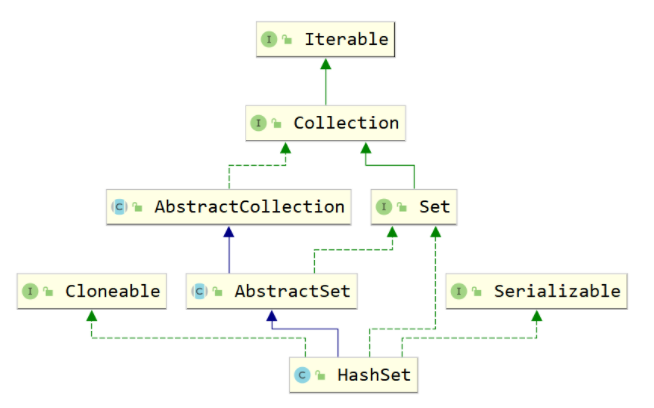 I Iterable
I Collection
C AbstractCollection
I Set
I Cloneable
C AbstractSet
I Serializable
C HashSet